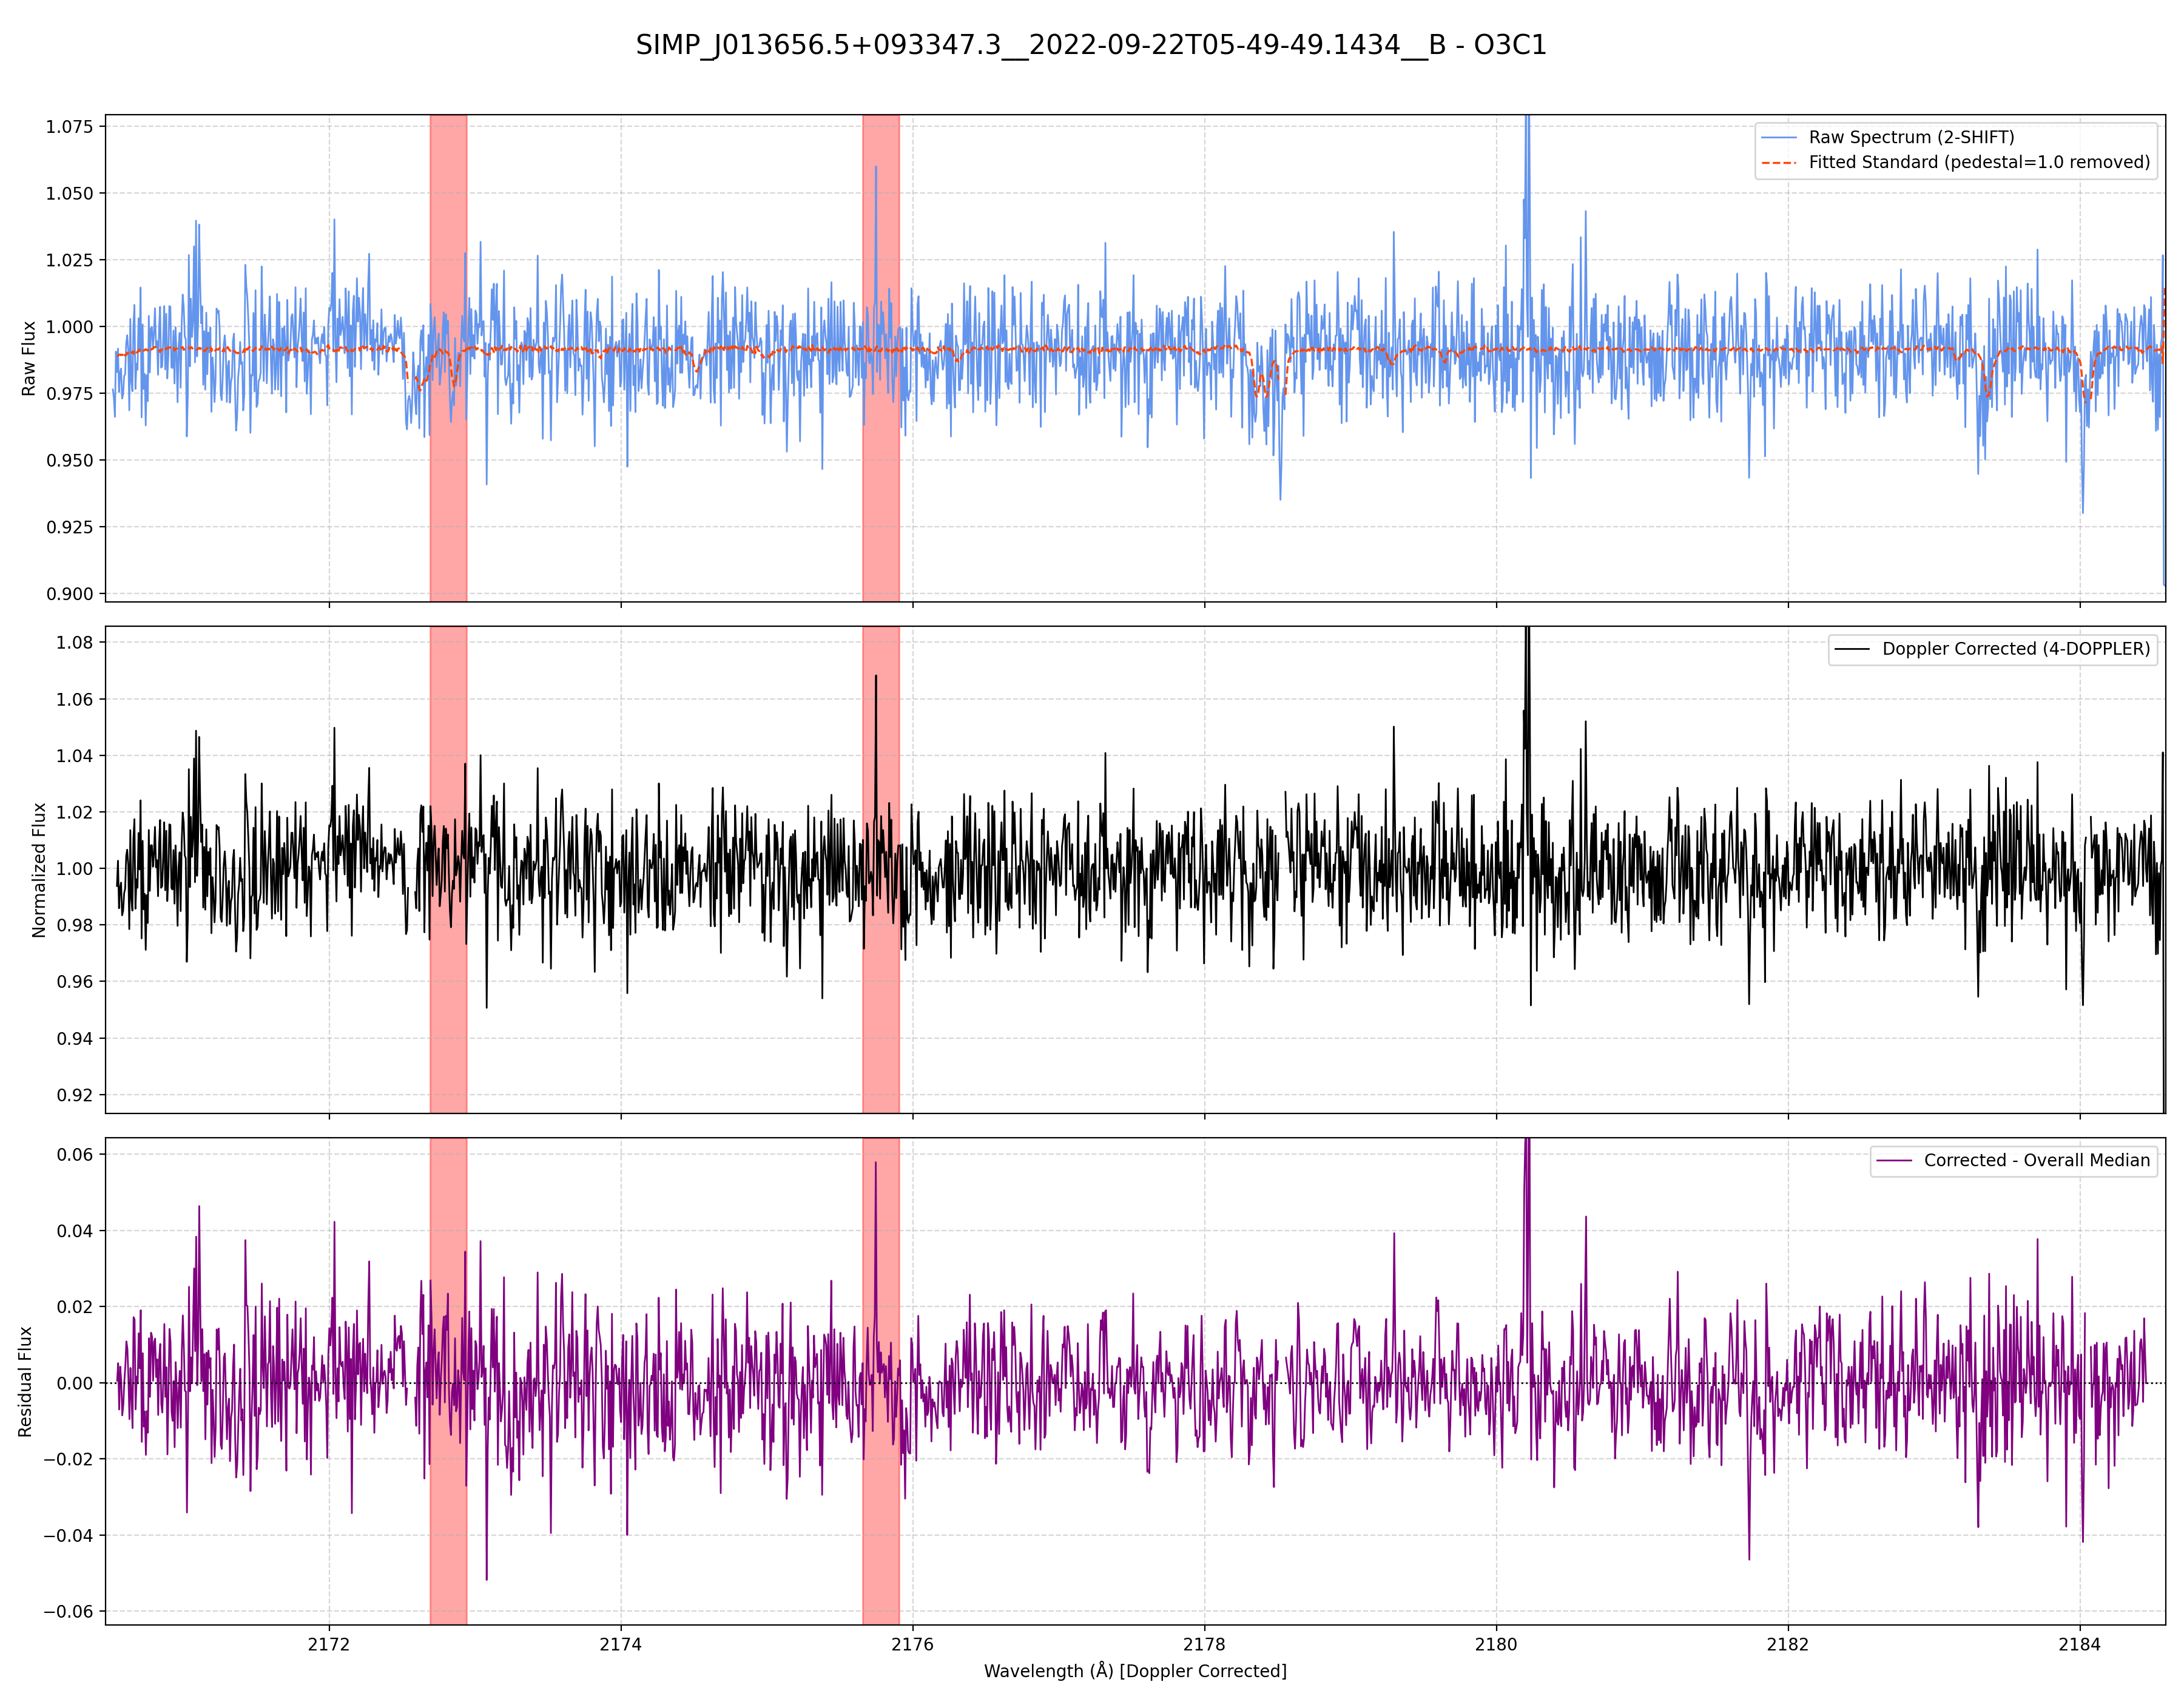 SIMP_J013656.5+093347.3__2022-09-22T05-49-49.1434__B - O3C1
Raw Flux
1.075
1.050
1.025
1.000
0.975
0.950
0.925
0.900
Raw Spectrum (2-SHIFT)
Fitted Standard (pedestal=1.0 removed)
Normalized Flux
1.08
1.06
1.04
1.02
1.00
0.98
0.96
0.94
0.92
Doppler Corrected (4-DOPPLER)
Residual Flux
0.06
0.04
0.02
0.00
−0.02
−0.04
−0.06
Corrected - Overall Median
2172 2174 2176 2178 2180 2182 2184
Wavelength (Å) [Doppler Corrected]